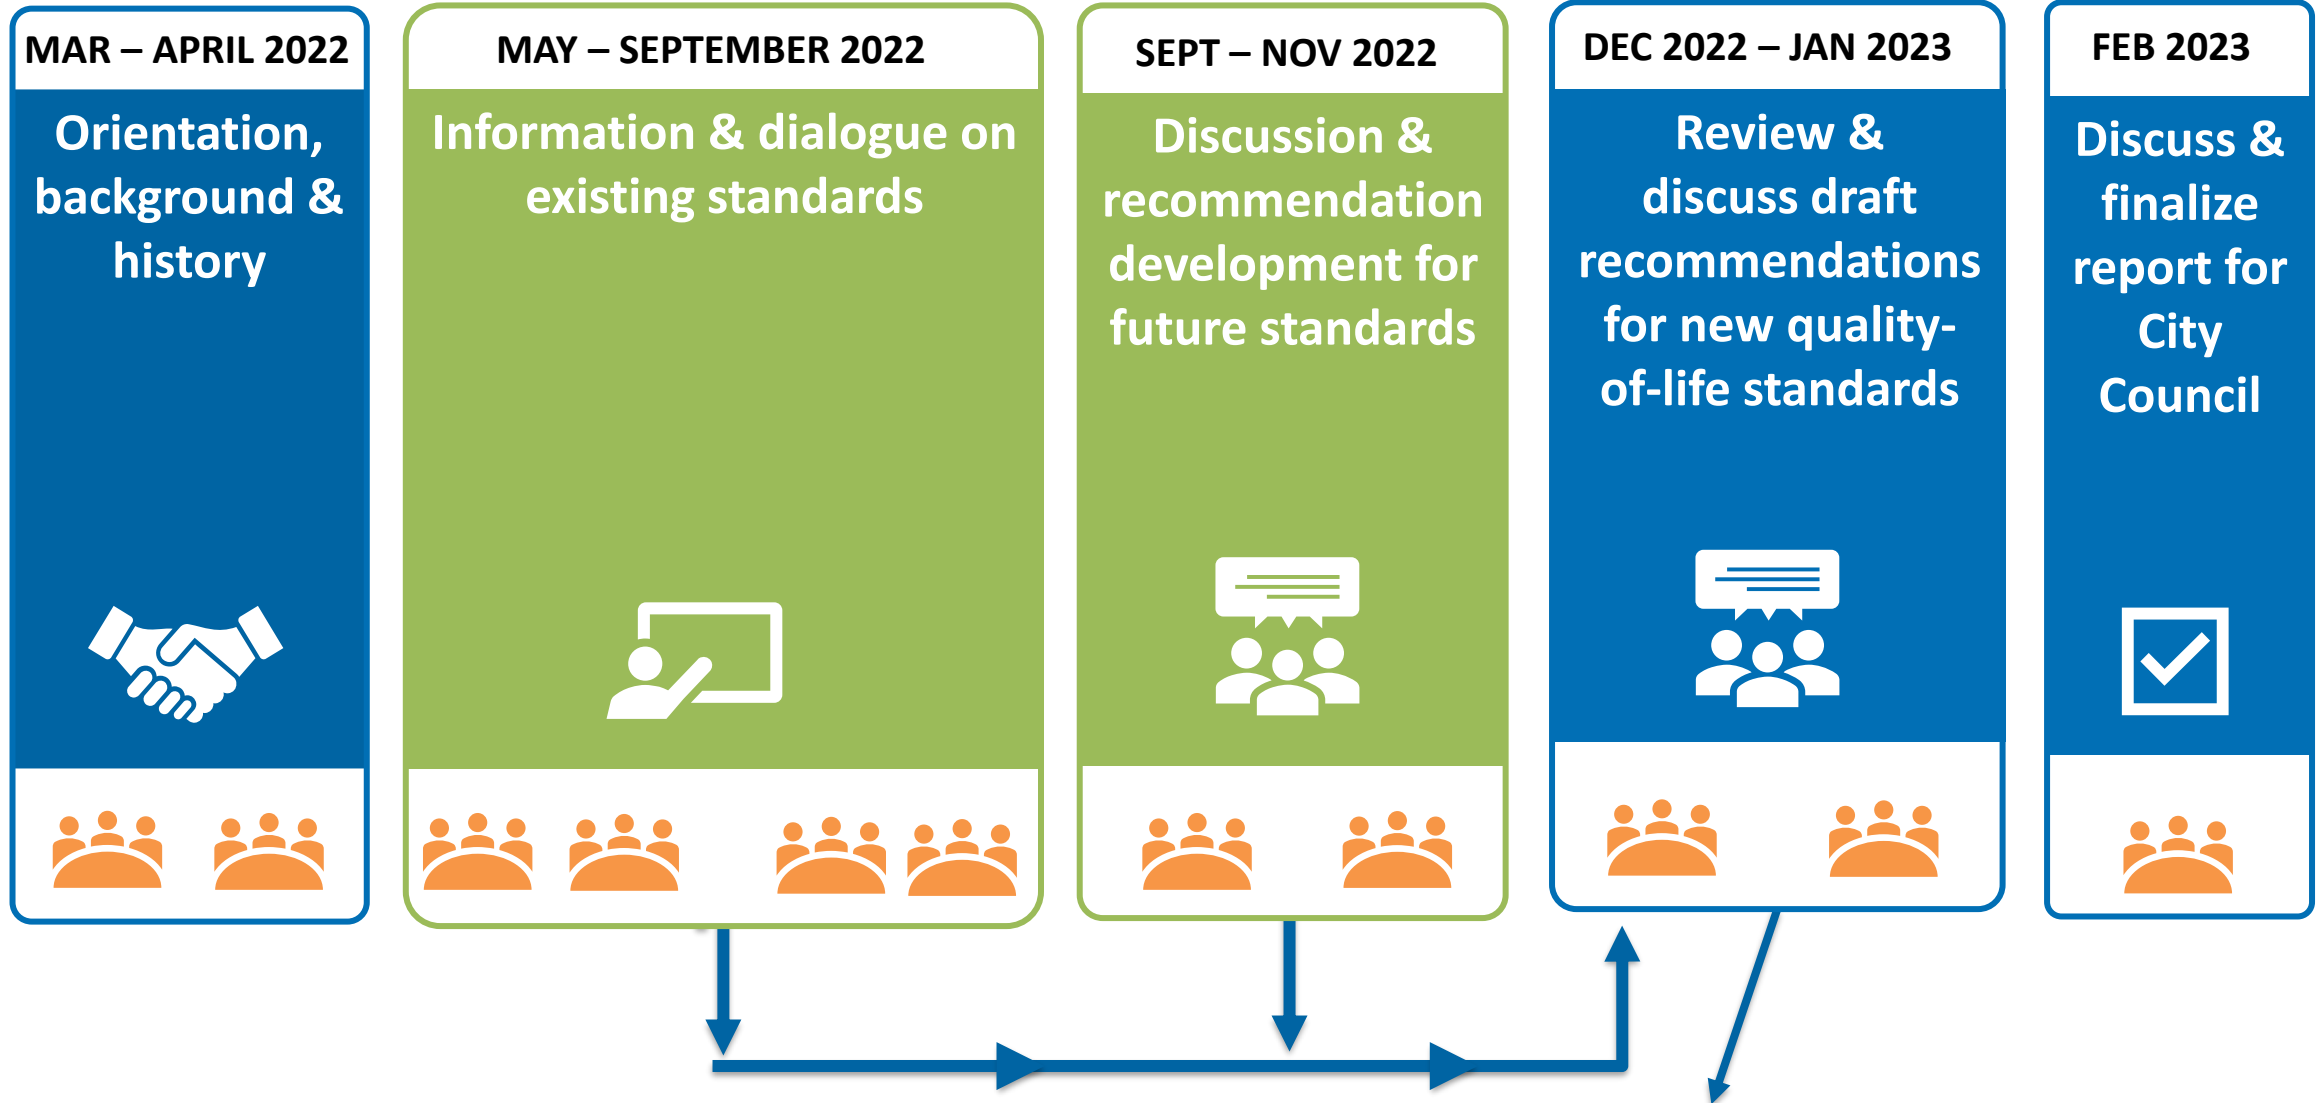 MAR – APRIL 2022
Orientation,
background &
history
MAY – SEPTEMBER 2022
Information & dialogue on
existing standards
SEPT – NOV 2022
Discussion &
recommendation
development for
future standards
DEC 2022 – JAN 2023
Review &
discuss draft
recommendations
for new quality-
of-life standards
FEB 2023
Discuss &
finalize
report for
City
Council